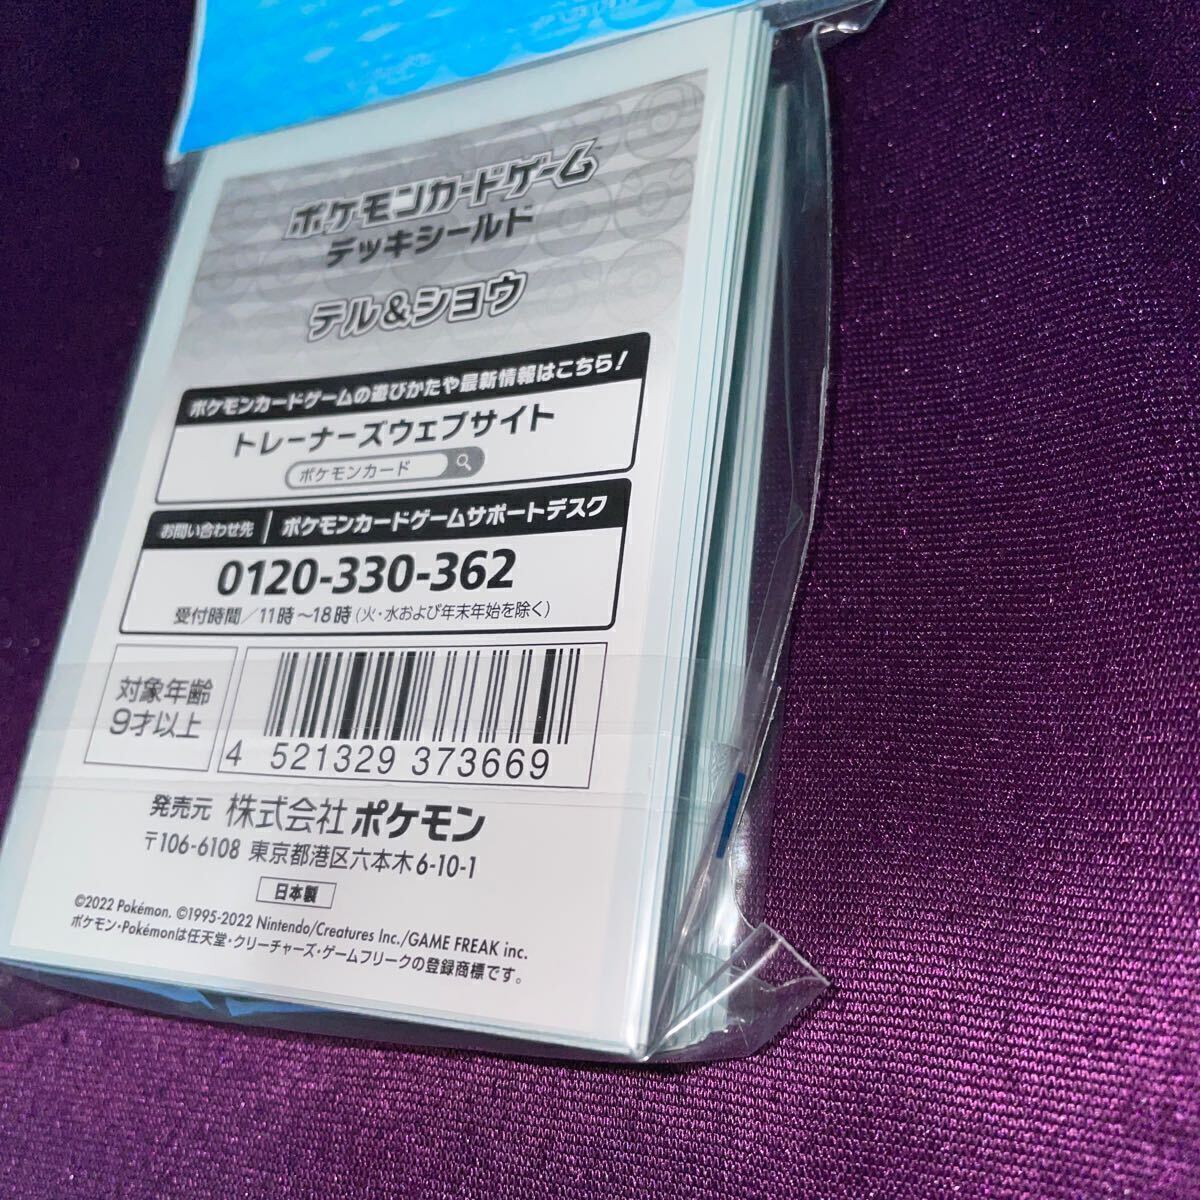 ポケモンカードゲーム
デッキシールド
テル&ショウ
ポケモンカードゲームの遊びかたや最新情報はこちら!
トレーナーズウェブサイト
ポケモンカード
お問い合わせ先 ポケモンカードゲームサポートデスク
0120-330-362
受付時間/11時〜18時(火・水および年末年始を除く)
対象年齢
9才以上
4 521329 373669
発売元 株式会社ポケモン
〒106-6108 東京都港区六本木6-10-1
日本製
©2022 Pokémon. ©1995-2022 Nintendo/Creatures Inc./GAME FREAK inc.
ポケモン・Pokémonは任天堂・クリーチャーズ・ゲームフリークの登録商標です。